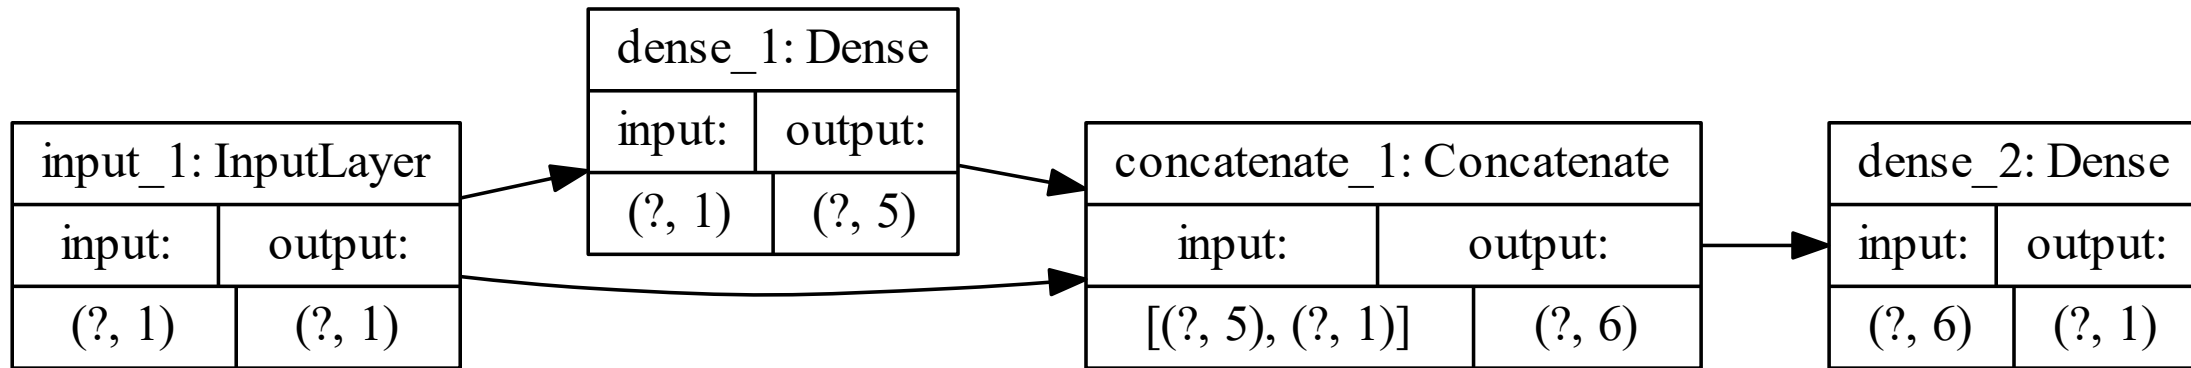 input_1: InputLayer
input: output:
(?, 1) (?, 1)
dense_1: Dense
input: output:
(?, 1) (?, 5)
concatenate_1: Concatenate
input: output:
[(?, 5), (?, 1)] (?, 6)
dense_2: Dense
input: output:
(?, 6) (?, 1)